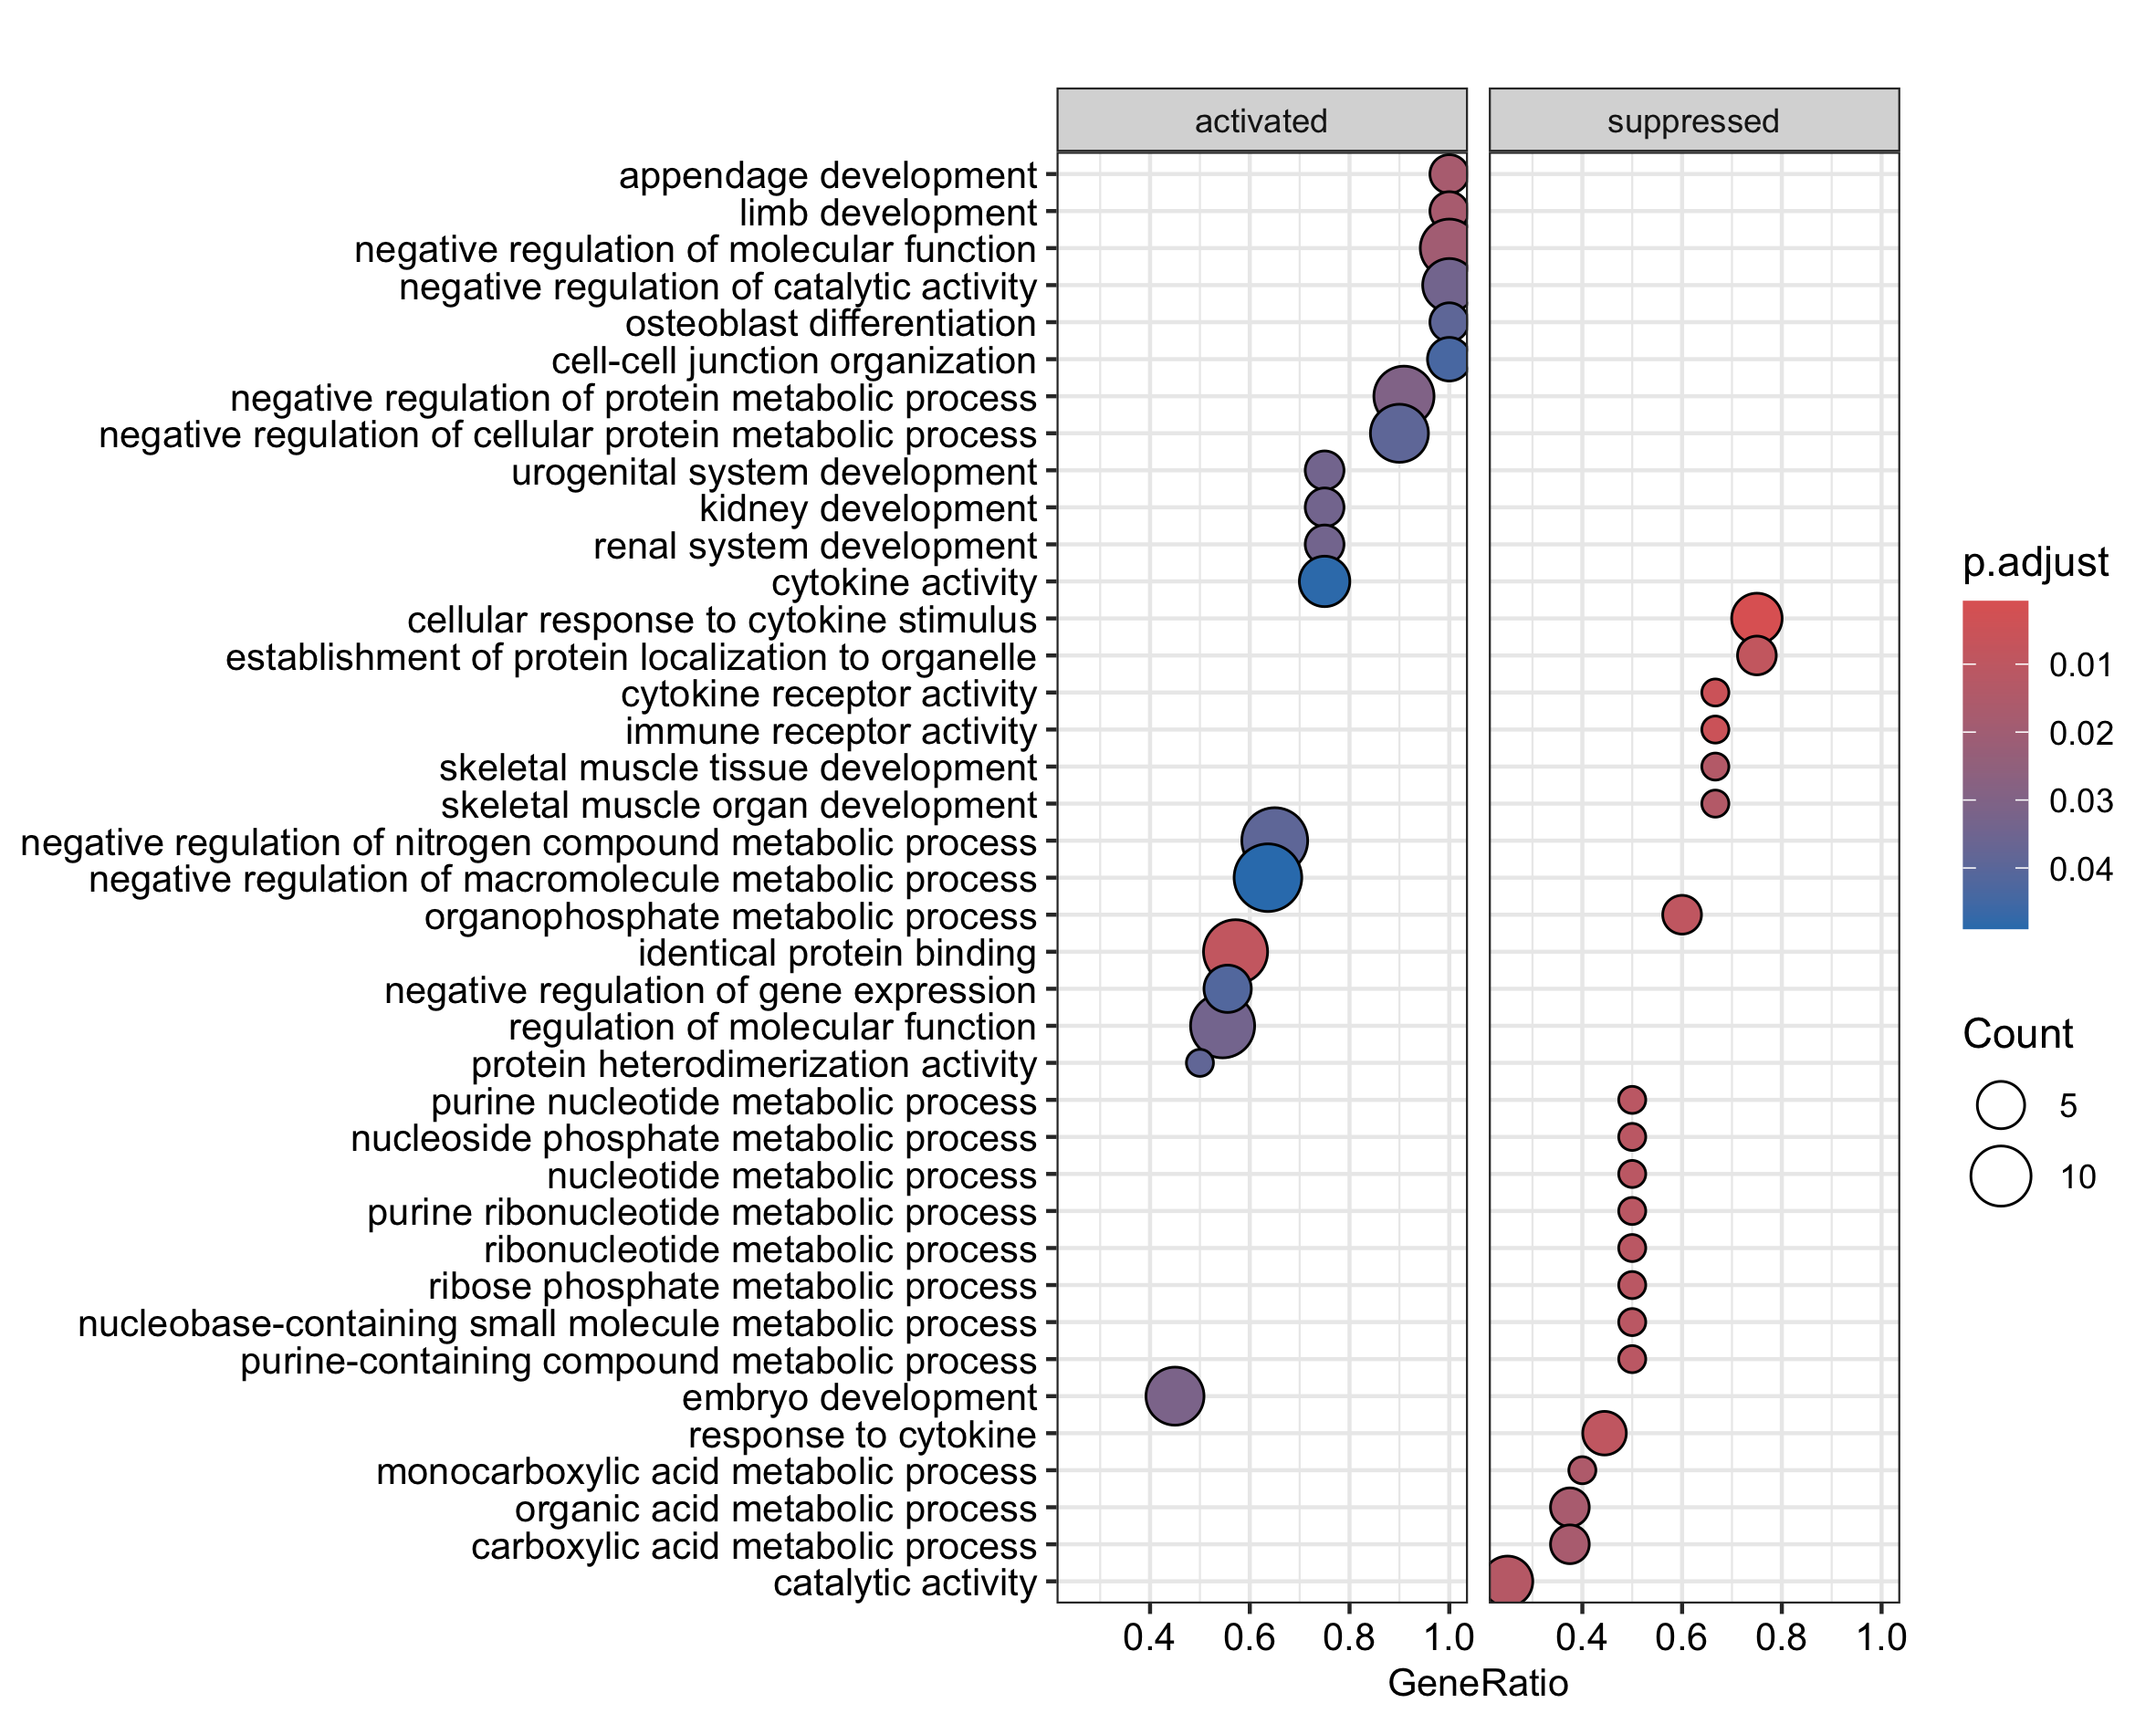 activated
suppressed
appendage development
limb development
negative regulation of molecular function
negative regulation of catalytic activity
osteoblast differentiation
cell-cell junction organization
negative regulation of protein metabolic process
negative regulation of cellular protein metabolic process
urogenital system development
kidney development
renal system development
cytokine activity
cellular response to cytokine stimulus
establishment of protein localization to organelle
cytokine receptor activity
immune receptor activity
skeletal muscle tissue development
skeletal muscle organ development
negative regulation of nitrogen compound metabolic process
negative regulation of macromolecule metabolic process
organophosphate metabolic process
identical protein binding
negative regulation of gene expression
regulation of molecular function
protein heterodimerization activity
purine nucleotide metabolic process
nucleoside phosphate metabolic process
nucleotide metabolic process
purine ribonucleotide metabolic process
ribonucleotide metabolic process
ribose phosphate metabolic process
nucleobase-containing small molecule metabolic process
purine-containing compound metabolic process
embryo development
response to cytokine
monocarboxylic acid metabolic process
organic acid metabolic process
carboxylic acid metabolic process
catalytic activity
0.4 0.6 0.8 1.0
0.4 0.6 0.8 1.0
GeneRatio
p.adjust
0.01
0.02
0.03
0.04
Count
5
10